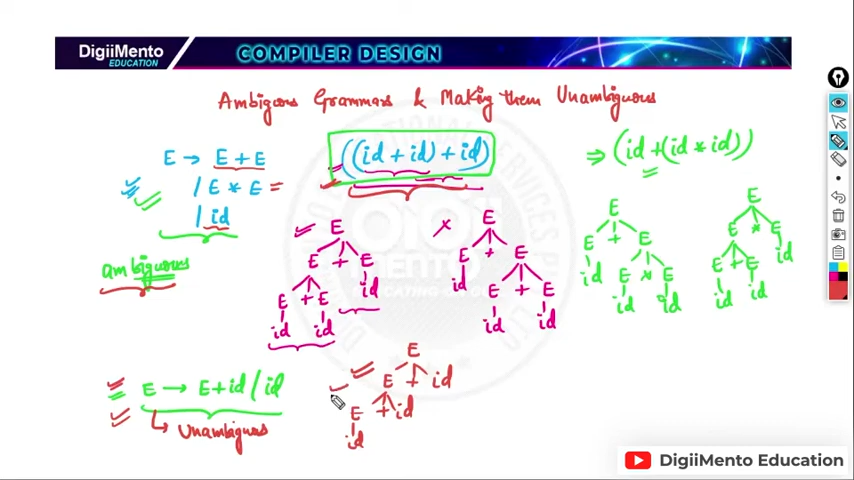 DigiiMento
EDUCATION
COMPILER DESIGN
Ambiguous Grammars & Making them Unambiguous
E → E + E
/ E * E =
/ id
ambiguous
((id + id) + id)
⇒ (id + (id * id))
E
E + E
E + E id
id id
E
E + E
id E + E
id id
E
E + E
id E * E
id id
E
E * E
E + E id
id id
E → E + id / id
↳ Unambiguous
E
E + id
E + id
id
DigiiMento Education